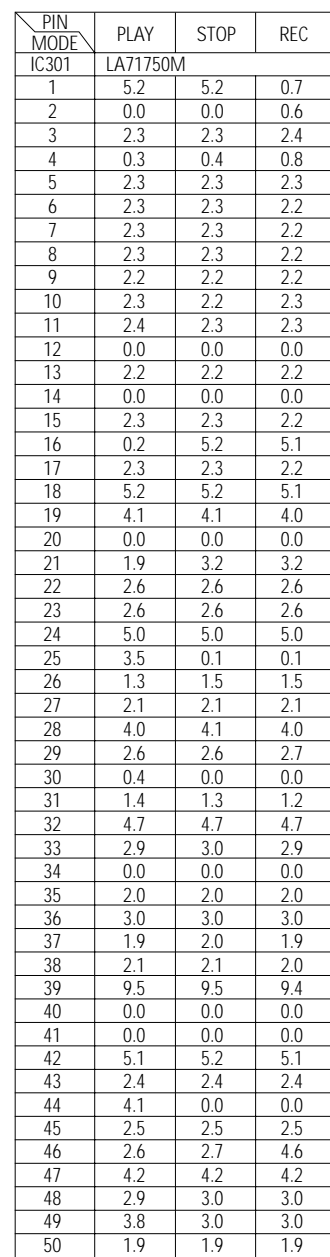 PIN MODE PLAY STOP REC
IC301 LA71750M
1 5.2 5.2 0.7
2 0.0 0.0 0.6
3 2.3 2.3 2.4
4 0.3 0.4 0.8
5 2.3 2.3 2.3
6 2.3 2.3 2.2
7 2.3 2.3 2.2
8 2.3 2.3 2.2
9 2.2 2.2 2.2
10 2.3 2.2 2.3
11 2.4 2.3 2.3
12 0.0 0.0 0.0
13 2.2 2.2 2.2
14 0.0 0.0 0.0
15 2.3 2.3 2.2
16 0.2 5.2 5.1
17 2.3 2.3 2.2
18 5.2 5.2 5.1
19 4.1 4.1 4.0
20 0.0 0.0 0.0
21 1.9 3.2 3.2
22 2.6 2.6 2.6
23 2.6 2.6 2.6
24 5.0 5.0 5.0
25 3.5 0.1 0.1
26 1.3 1.5 1.5
27 2.1 2.1 2.1
28 4.0 4.1 4.0
29 2.6 2.6 2.7
30 0.4 0.0 0.0
31 1.4 1.3 1.2
32 4.7 4.7 4.7
33 2.9 3.0 2.9
34 0.0 0.0 0.0
35 2.0 2.0 2.0
36 3.0 3.0 3.0
37 1.9 2.0 1.9
38 2.1 2.1 2.0
39 9.5 9.5 9.4
40 0.0 0.0 0.0
41 0.0 0.0 0.0
42 5.1 5.2 5.1
43 2.4 2.4 2.4
44 4.1 0.0 0.0
45 2.5 2.5 2.5
46 2.6 2.7 4.6
47 4.2 4.2 4.2
48 2.9 3.0 3.0
49 3.8 3.0 3.0
50 1.9 1.9 1.9